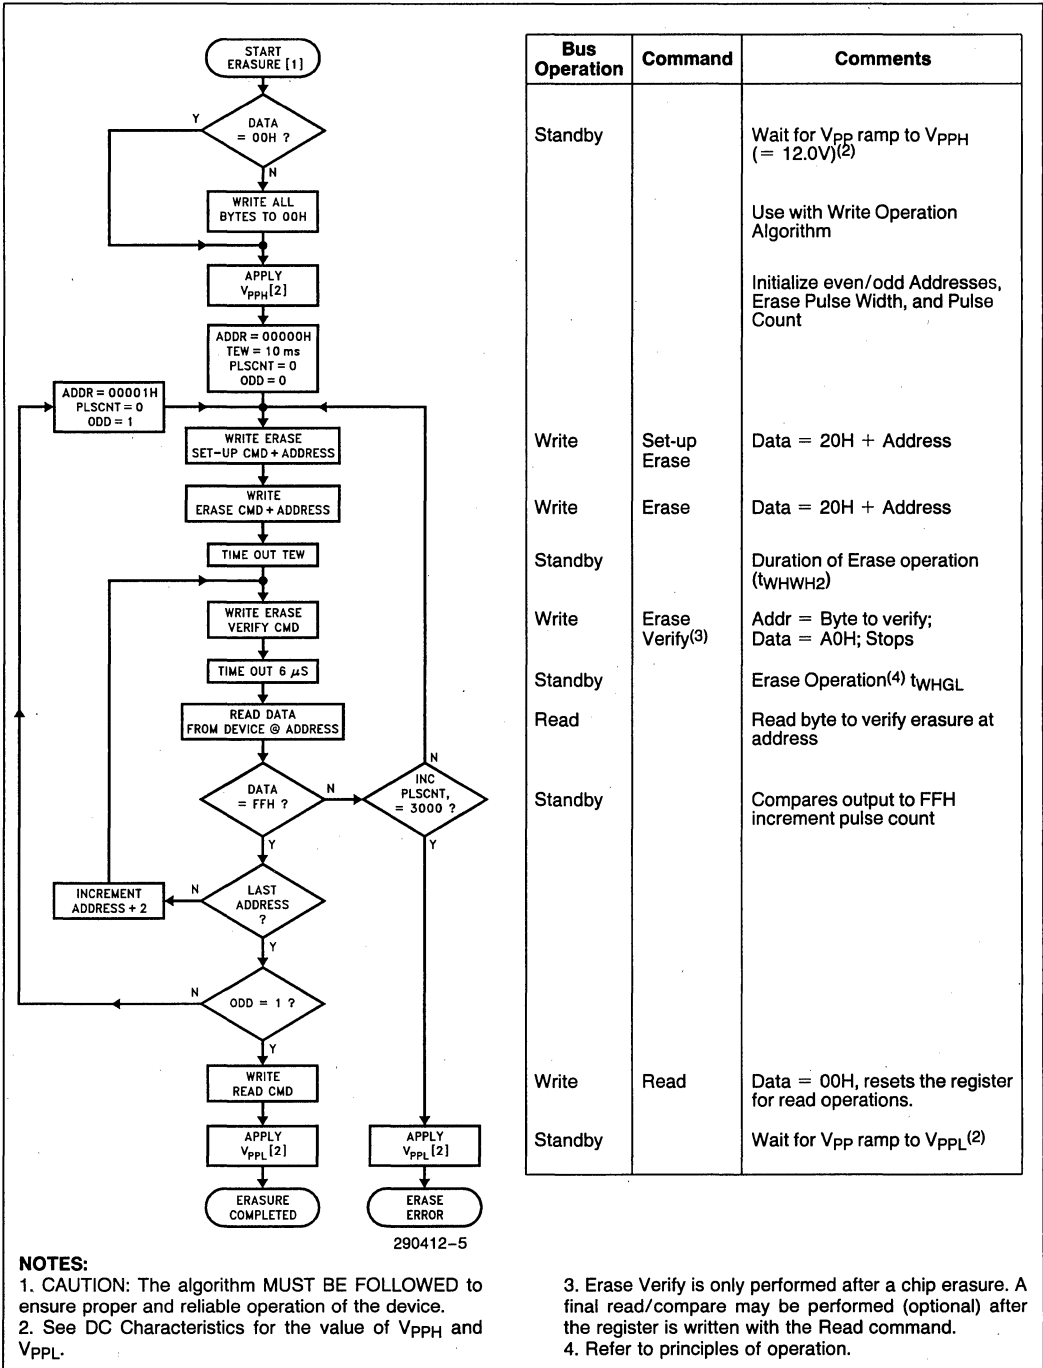 START
ERASURE [1]
Y
DATA
= 00H ?
N
WRITE ALL
BYTES TO 00H
APPLY
VPPH[2]
ADDR = 00000H
TEW = 10 ms
PLSCNT = 0
ODD = 0
ADDR = 00001H
PLSCNT = 0
ODD = 1
WRITE ERASE
SET-UP CMD + ADDRESS
WRITE
ERASE CMD + ADDRESS
TIME OUT TEW
WRITE ERASE
VERIFY CMD
TIME OUT 6 μS
READ DATA
FROM DEVICE @ ADDRESS
DATA
= FFH ?
N
Y
N
INC
PLSCNT,
= 3000 ?
Y
LAST
ADDRESS
?
N
Y
INCREMENT
ADDRESS + 2
N
ODD = 1 ?
Y
WRITE
READ CMD
APPLY
VPPL[2]
APPLY
VPPL[2]
ERASURE
COMPLETED
ERASE
ERROR
290412-5
Bus Operation Command Comments
Standby Wait for VPP ramp to VPPH
(= 12.0V)(2)
Use with Write Operation
Algorithm
Initialize even/odd Addresses,
Erase Pulse Width, and Pulse
Count
Write Set-up Erase Data = 20H + Address
Write Erase Data = 20H + Address
Standby Duration of Erase operation
(tWHWH2)
Write Erase Verify(3) Addr = Byte to verify;
Data = A0H; Stops
Standby Erase Operation(4) tWHGL
Read Read byte to verify erasure at
address
Standby Compares output to FFH
increment pulse count
Write Read Data = 00H, resets the register
for read operations.
Standby Wait for VPP ramp to VPPL(2)
NOTES:
1. CAUTION: The algorithm MUST BE FOLLOWED to
ensure proper and reliable operation of the device.
2. See DC Characteristics for the value of VPPH and
VPPL.
3. Erase Verify is only performed after a chip erasure. A
final read/compare may be performed (optional) after
the register is written with the Read command.
4. Refer to principles of operation.